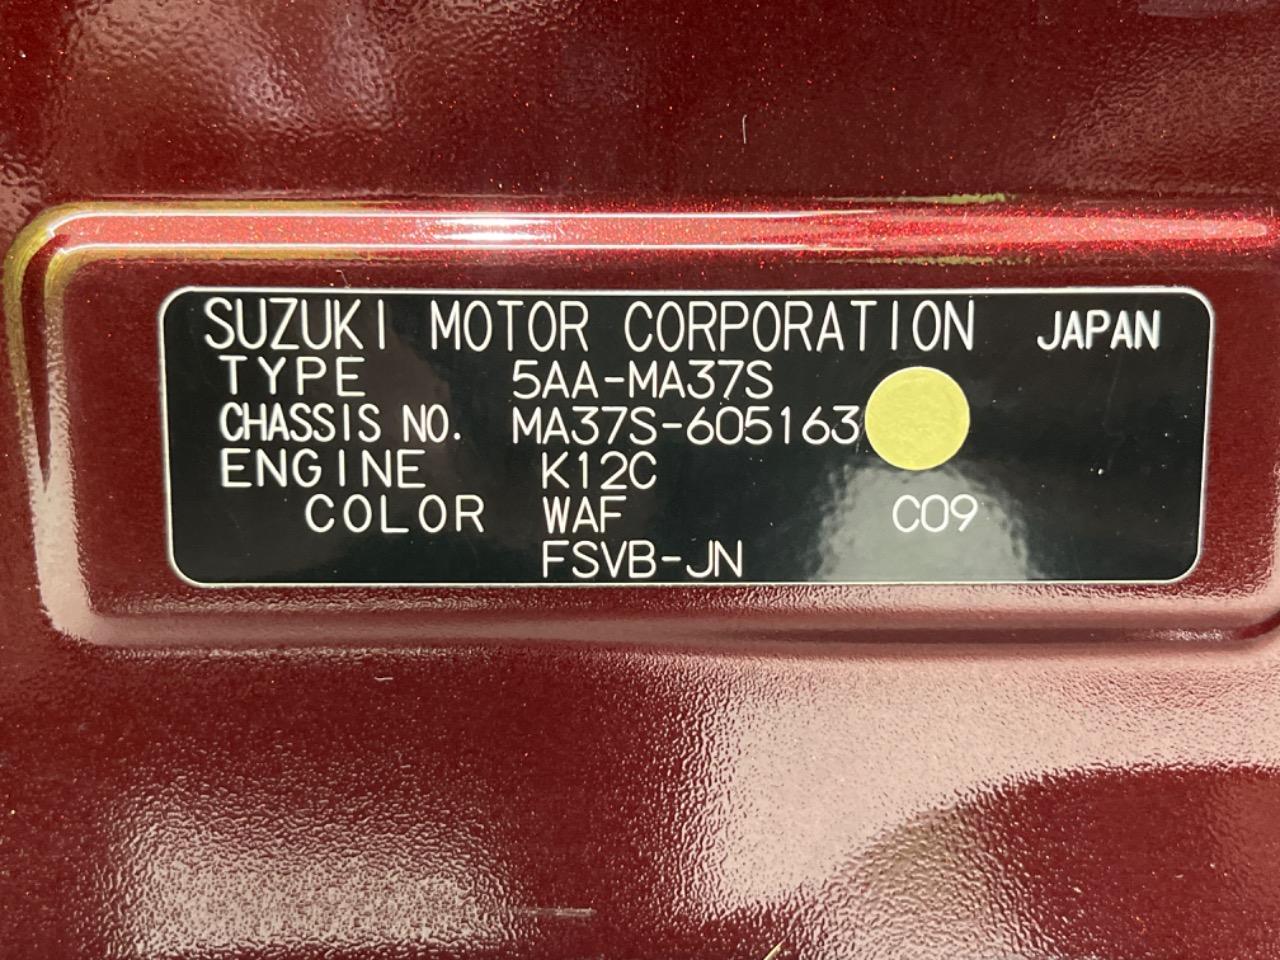 SUZUKI MOTOR CORPORATION JAPAN
TYPE 5AA-MA37S
CHASSIS NO. MA37S-605163
ENGINE K12C
COLOR WAF C09
FSVB-JN